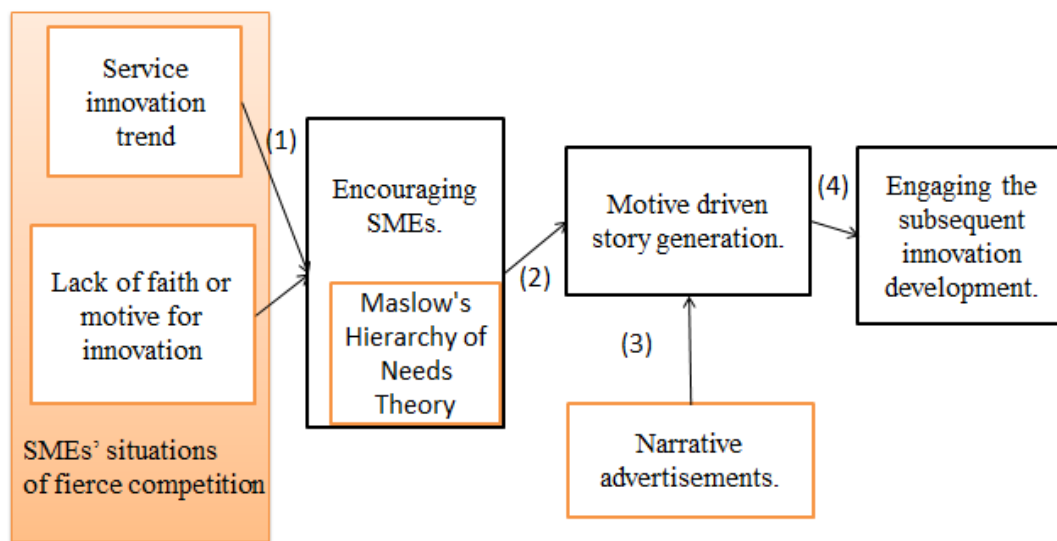 Service
innovation
trend
Lack of faith or
motive for
innovation
SMEs’ situations
of fierce competition
(1)
Encouraging
SMEs.
Maslow's
Hierarchy of
Needs
Theory
(2)
Motive driven
story generation.
(3)
Narrative
advertisements.
(4)
Engaging the
subsequent
innovation
development.